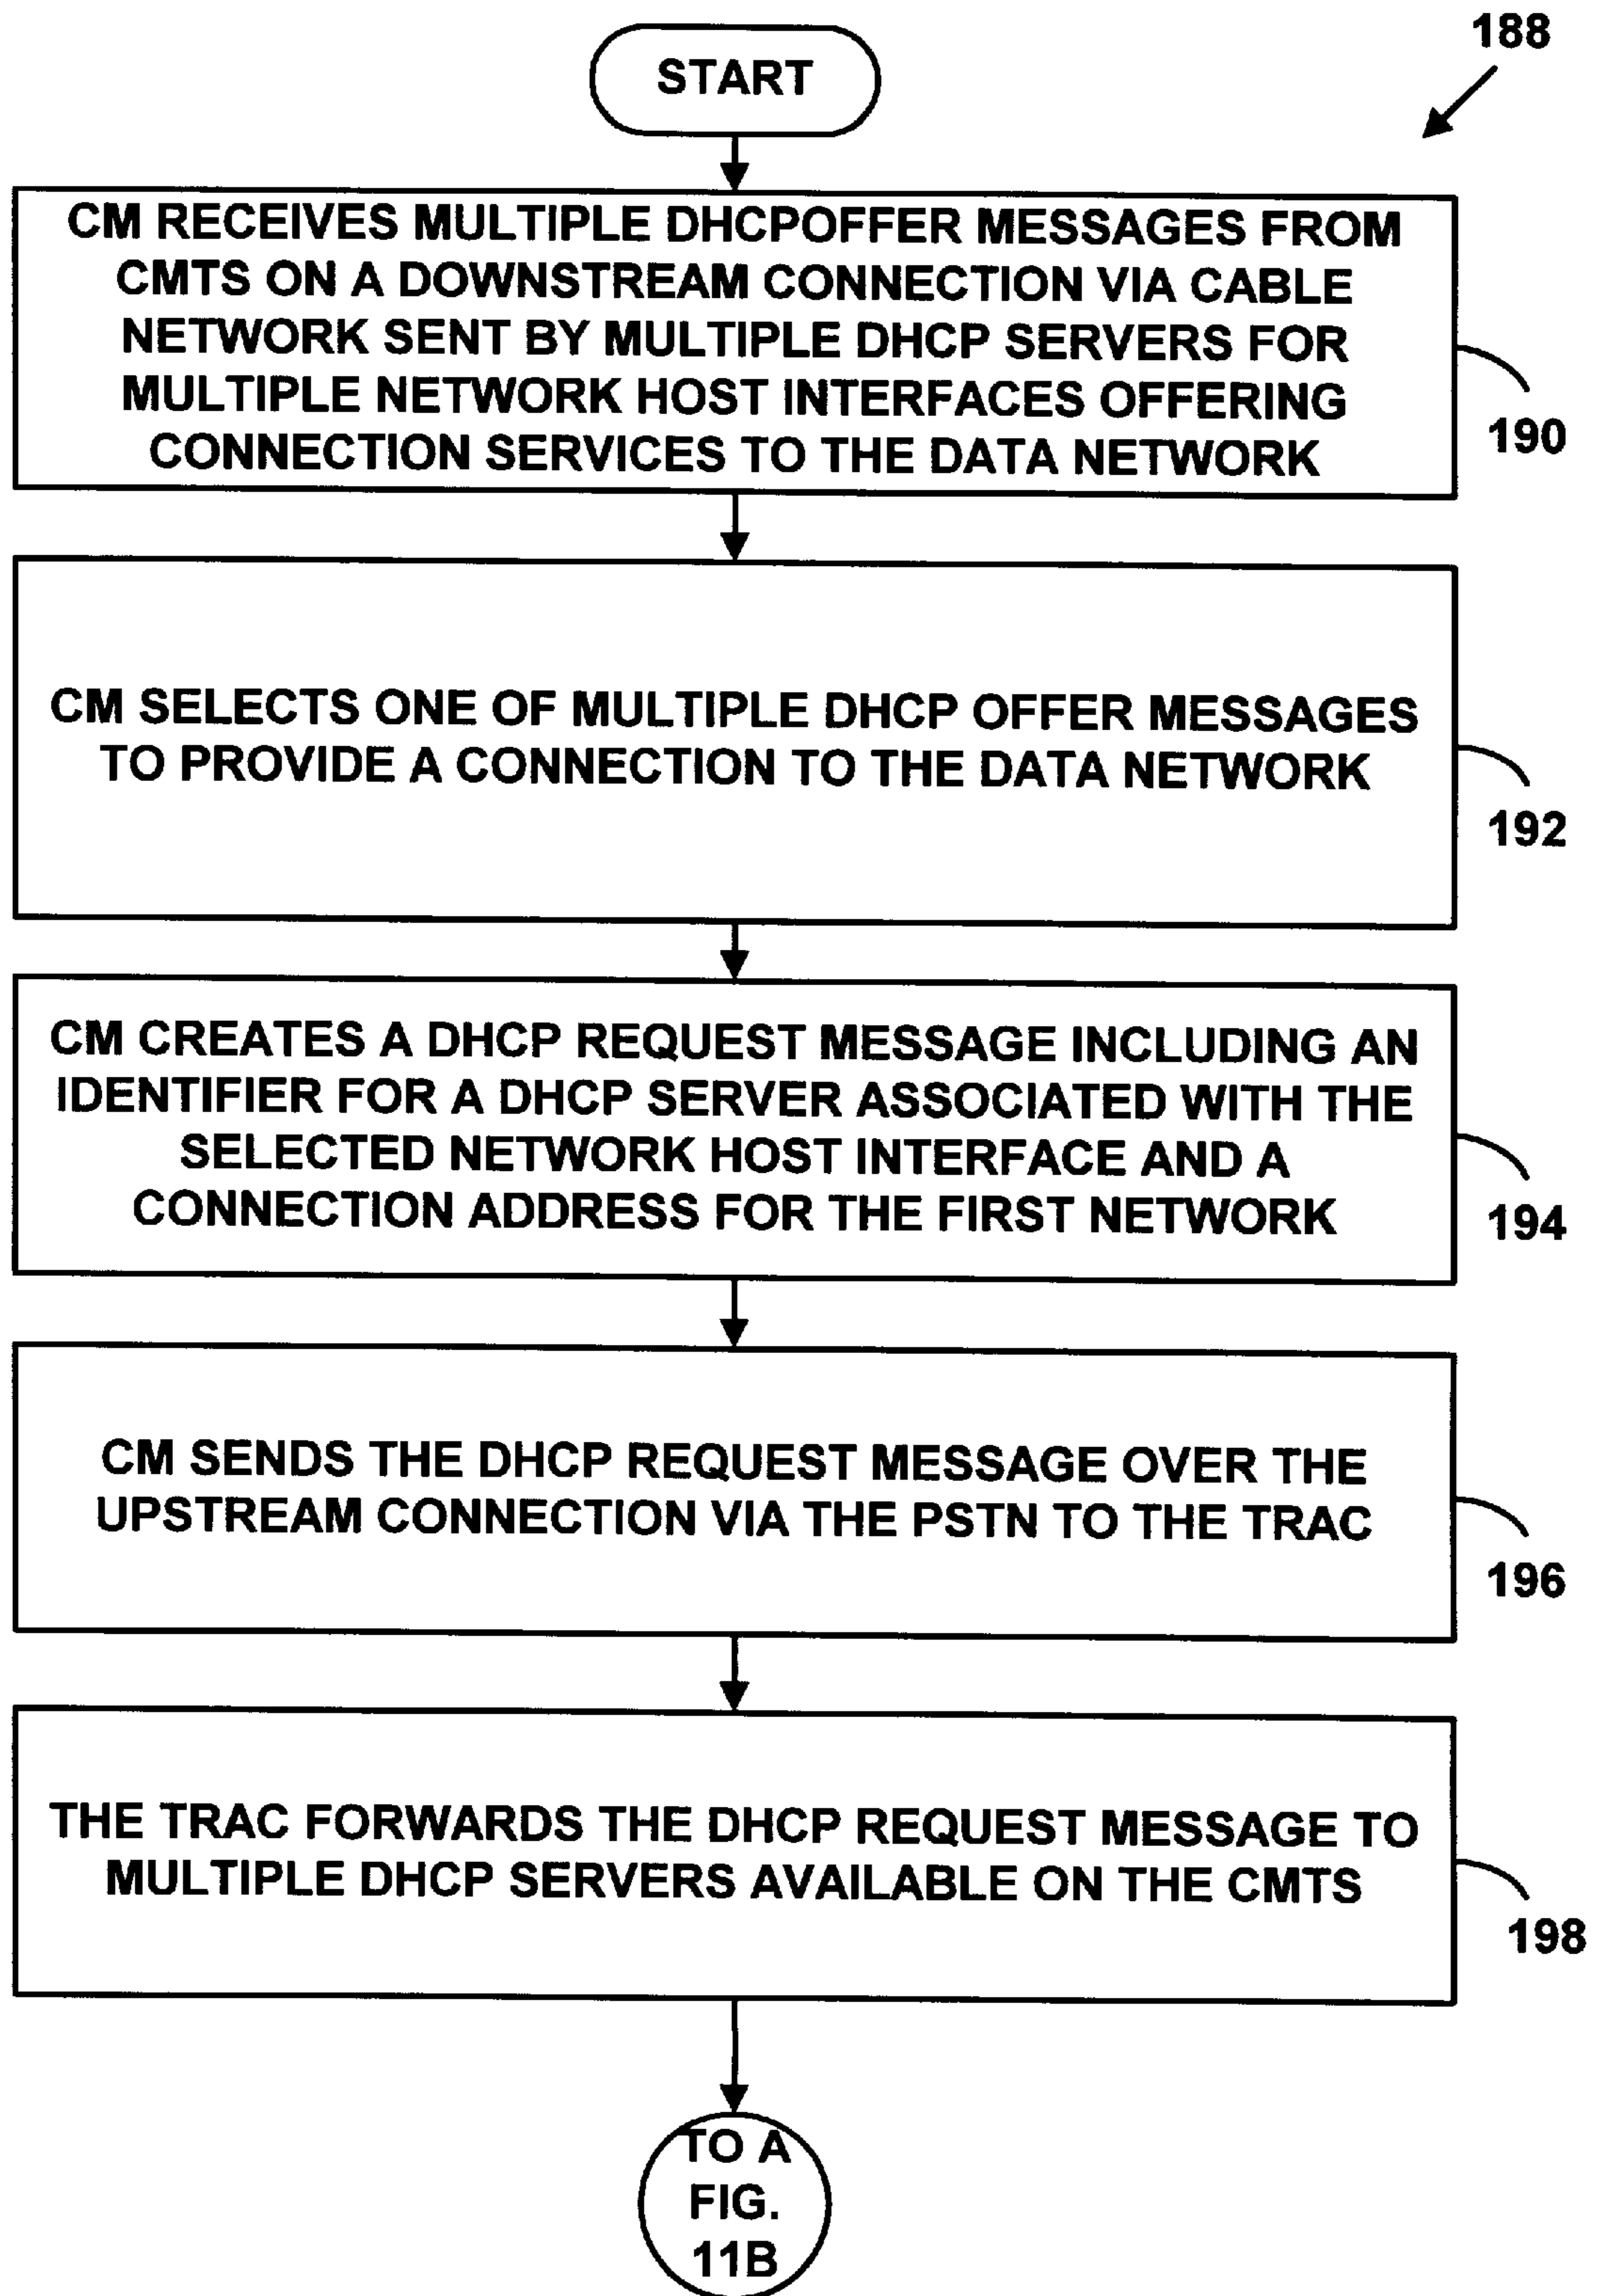 188
START
CM RECEIVES MULTIPLE DHCPOFFER MESSAGES FROM
CMTS ON A DOWNSTREAM CONNECTION VIA CABLE
NETWORK SENT BY MULTIPLE DHCP SERVERS FOR
MULTIPLE NETWORK HOST INTERFACES OFFERING
CONNECTION SERVICES TO THE DATA NETWORK
190
CM SELECTS ONE OF MULTIPLE DHCP OFFER MESSAGES
TO PROVIDE A CONNECTION TO THE DATA NETWORK
192
CM CREATES A DHCP REQUEST MESSAGE INCLUDING AN
IDENTIFIER FOR A DHCP SERVER ASSOCIATED WITH THE
SELECTED NETWORK HOST INTERFACE AND A
CONNECTION ADDRESS FOR THE FIRST NETWORK
194
CM SENDS THE DHCP REQUEST MESSAGE OVER THE
UPSTREAM CONNECTION VIA THE PSTN TO THE TRAC
196
THE TRAC FORWARDS THE DHCP REQUEST MESSAGE TO
MULTIPLE DHCP SERVERS AVAILABLE ON THE CMTS
198
TO A
FIG.
11B